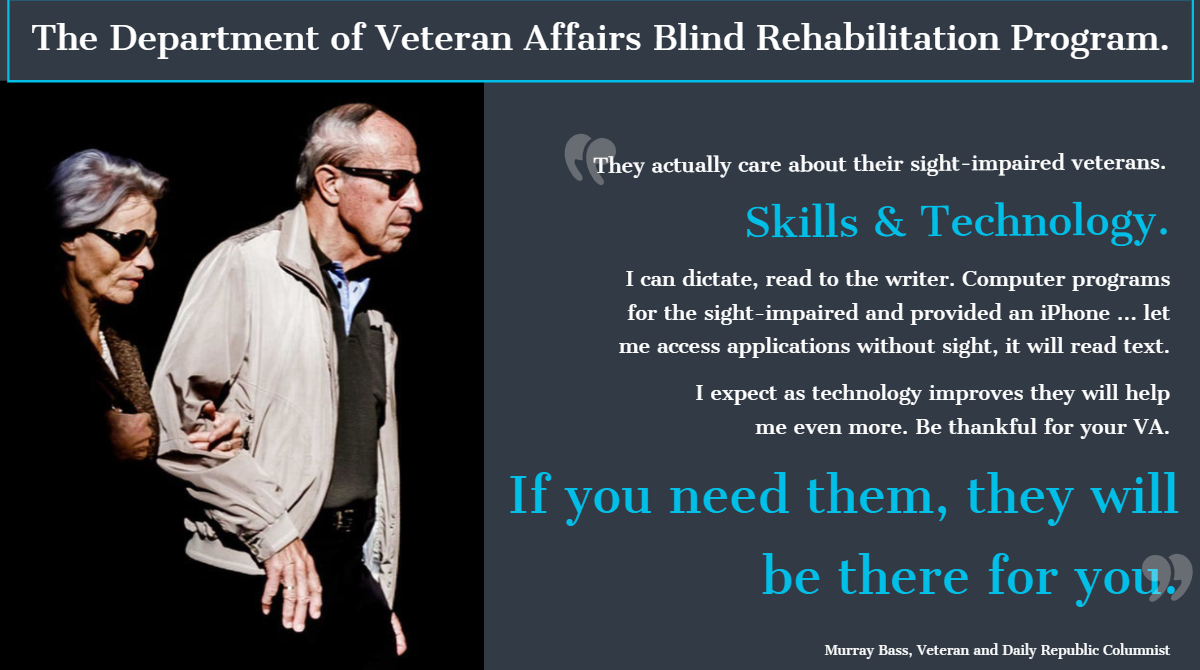 The Department of Veteran Affairs Blind Rehabilitation Program.
“They actually care about their sight-impaired veterans.
Skills & Technology.
I can dictate, read to the writer. Computer programs
for the sight-impaired and provided an iPhone ... let
me access applications without sight, it will read text.
I expect as technology improves they will help
me even more. Be thankful for your VA.
If you need them, they will
be there for you.”
Murray Bass, Veteran and Daily Republic Columnist